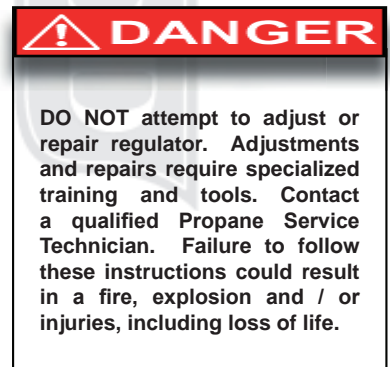 DANGER
DO NOT attempt to adjust or
repair regulator. Adjustments
and repairs require specialized
training and tools. Contact
a qualified Propane Service
Technician. Failure to follow
these instructions could result
in a fire, explosion and / or
injuries, including loss of life.